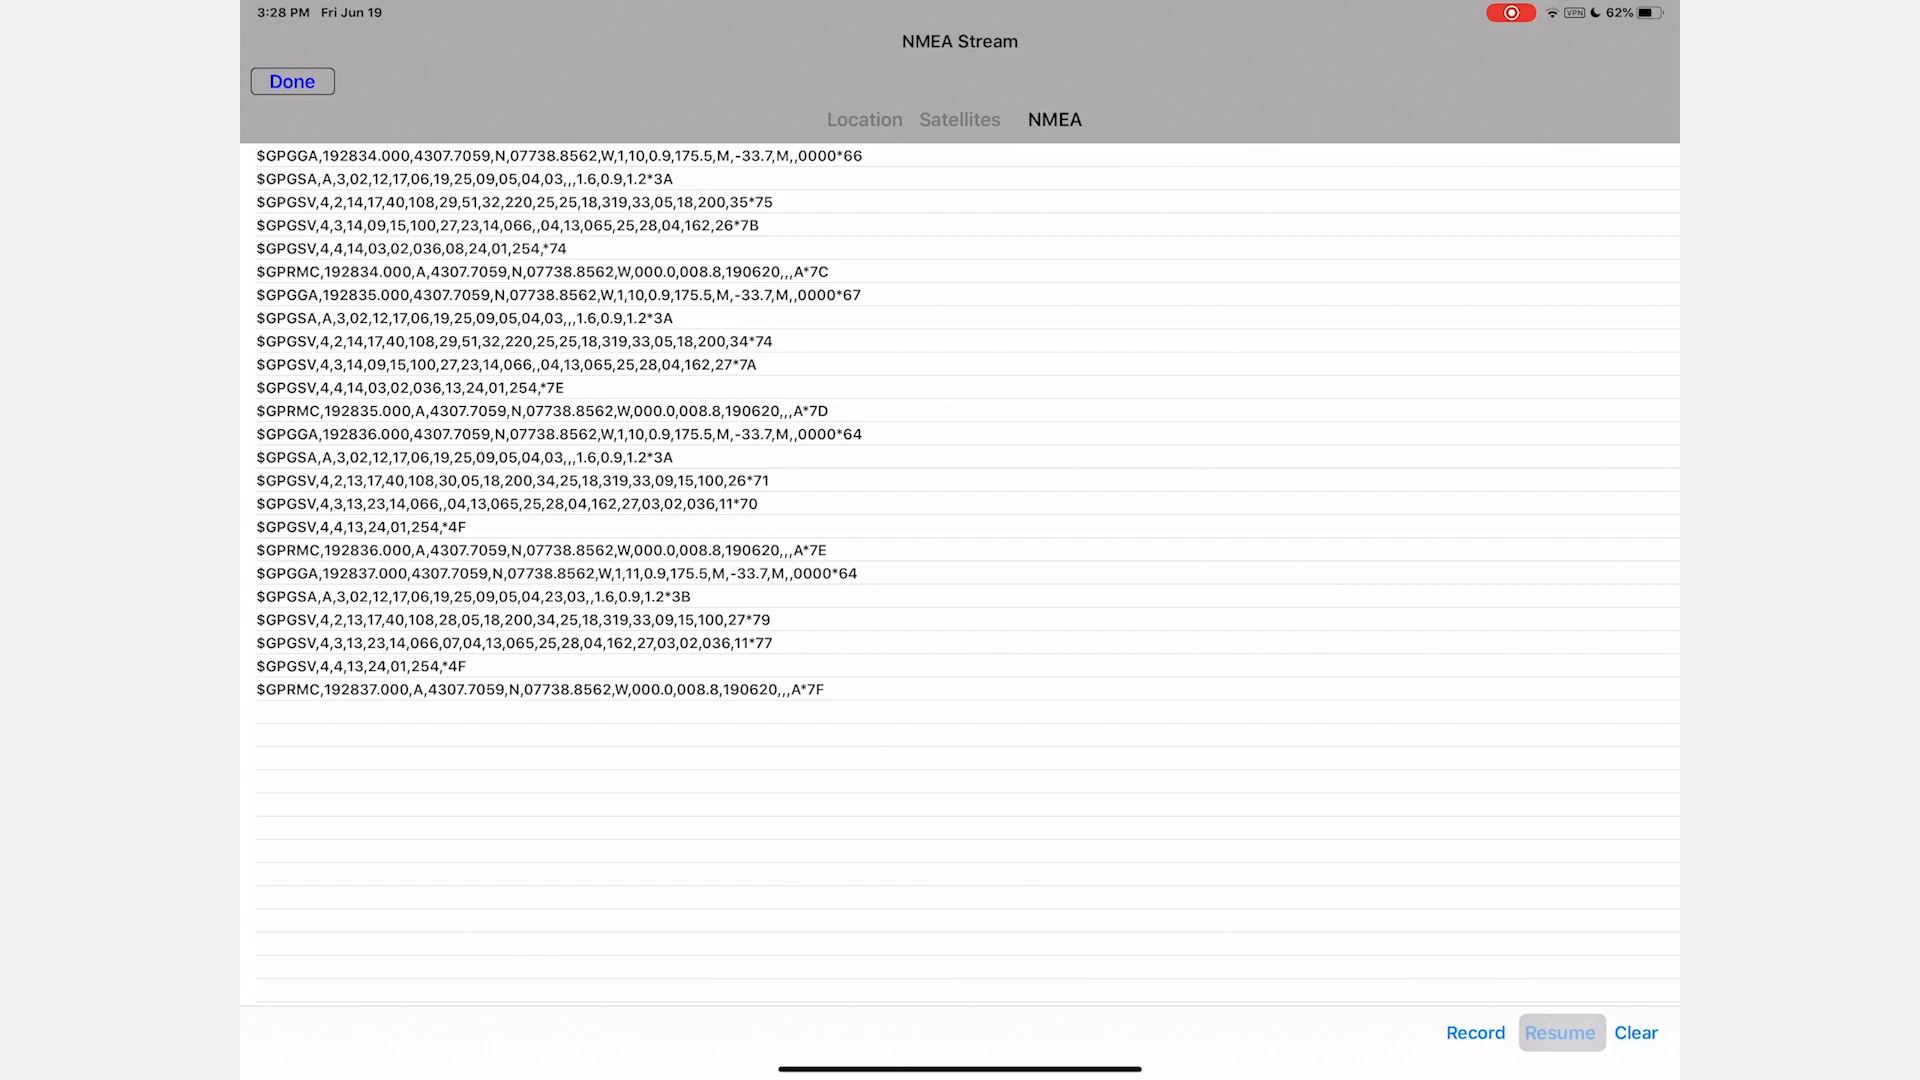 3:28 PM Fri Jun 19
VPN 62%
NMEA Stream
Done
Location Satellites NMEA
$GPGGA,192834.000,4307.7059,N,07738.8562,W,1,10,0.9,175.5,M,-33.7,M,,0000*66
$GPGSA,A,3,02,12,17,06,19,25,09,05,04,03,,,1.6,0.9,1.2*3A
$GPGSV,4,2,14,17,40,108,29,51,32,220,25,25,18,319,33,05,18,200,35*75
$GPGSV,4,3,14,09,15,100,27,23,14,066,,04,13,065,25,28,04,162,26*7B
$GPGSV,4,4,14,03,02,036,08,24,01,254,*74
$GPRMC,192834.000,A,4307.7059,N,07738.8562,W,000.0,008.8,190620,,,A*7C
$GPGGA,192835.000,4307.7059,N,07738.8562,W,1,10,0.9,175.5,M,-33.7,M,,0000*67
$GPGSA,A,3,02,12,17,06,19,25,09,05,04,03,,,1.6,0.9,1.2*3A
$GPGSV,4,2,14,17,40,108,29,51,32,220,25,25,18,319,33,05,18,200,34*74
$GPGSV,4,3,14,09,15,100,27,23,14,066,,04,13,065,25,28,04,162,27*7A
$GPGSV,4,4,14,03,02,036,13,24,01,254,*7E
$GPRMC,192835.000,A,4307.7059,N,07738.8562,W,000.0,008.8,190620,,,A*7D
$GPGGA,192836.000,4307.7059,N,07738.8562,W,1,10,0.9,175.5,M,-33.7,M,,0000*64
$GPGSA,A,3,02,12,17,06,19,25,09,05,04,03,,,1.6,0.9,1.2*3A
$GPGSV,4,2,13,17,40,108,30,05,18,200,34,25,18,319,33,09,15,100,26*71
$GPGSV,4,3,13,23,14,066,,04,13,065,25,28,04,162,27,03,02,036,11*70
$GPGSV,4,4,13,24,01,254,*4F
$GPRMC,192836.000,A,4307.7059,N,07738.8562,W,000.0,008.8,190620,,,A*7E
$GPGGA,192837.000,4307.7059,N,07738.8562,W,1,11,0.9,175.5,M,-33.7,M,,0000*64
$GPGSA,A,3,02,12,17,06,19,25,09,05,04,23,03,,1.6,0.9,1.2*3B
$GPGSV,4,2,13,17,40,108,28,05,18,200,34,25,18,319,33,09,15,100,27*79
$GPGSV,4,3,13,23,14,066,07,04,13,065,25,28,04,162,27,03,02,036,11*77
$GPGSV,4,4,13,24,01,254,*4F
$GPRMC,192837.000,A,4307.7059,N,07738.8562,W,000.0,008.8,190620,,,A*7F
Record Resume Clear